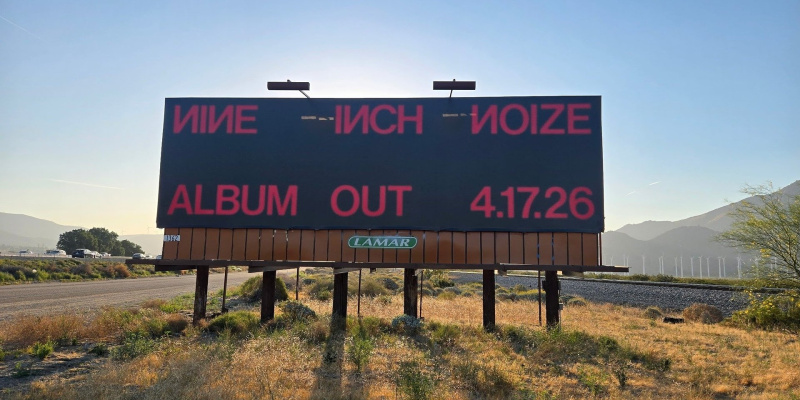 NINE INCH NOIZE
ALBUM OUT 4.17.26
LAMAR